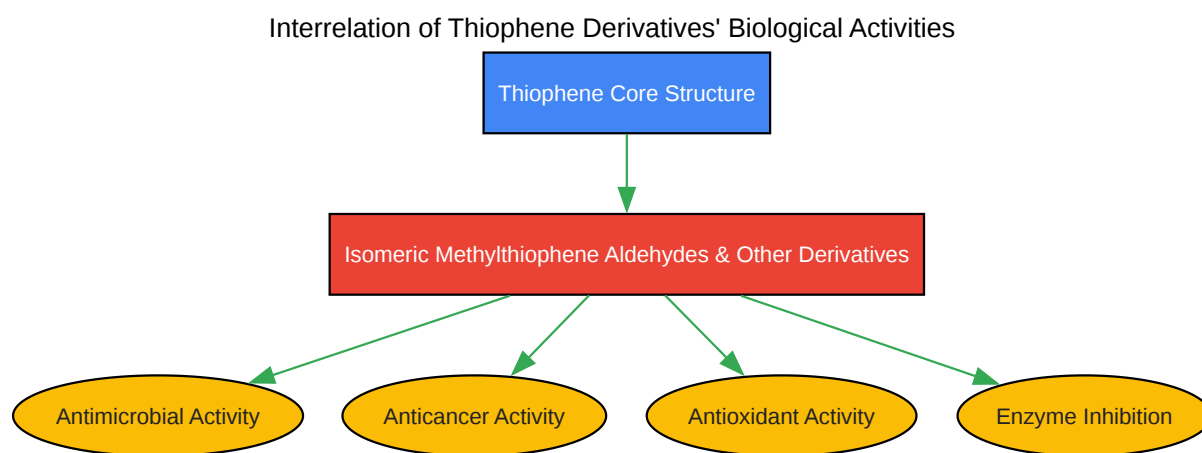 Interrelation of Thiophene Derivatives' Biological Activities
Thiophene Core Structure
Isomeric Methylthiophene Aldehydes & Other Derivatives
Antimicrobial Activity
Anticancer Activity
Antioxidant Activity
Enzyme Inhibition